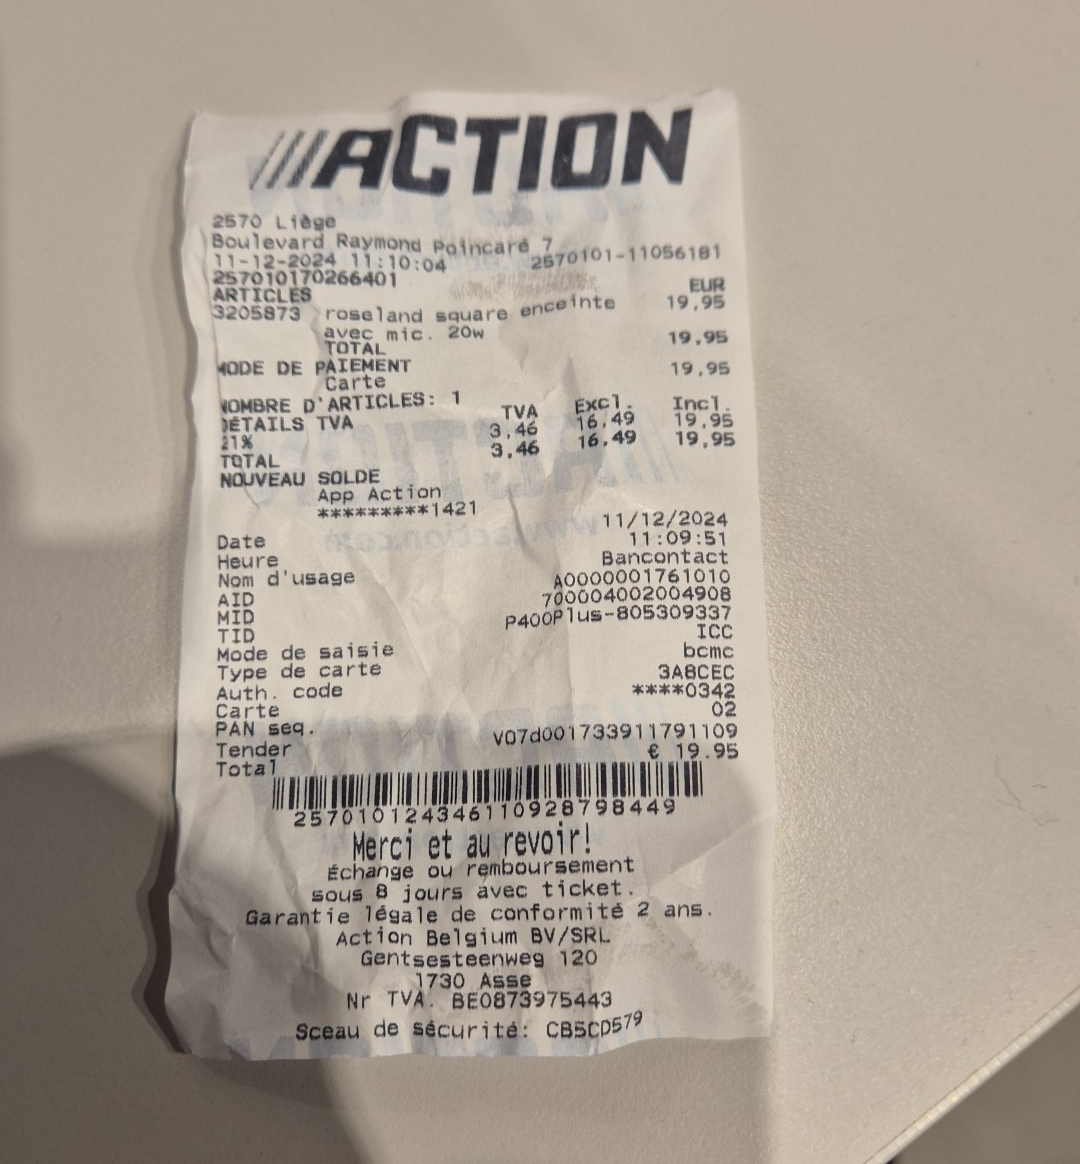 ///ACTION
2570 Liège
Boulevard Raymond Poincaré 7
11-12-2024 11:10:04 2570101-11056181
257010170266401
ARTICLES EUR
3205873 roseland square enceinte 19,95
avec mic. 20w
TOTAL 19,95
MODE DE PAIEMENT
Carte 19,95
NOMBRE D'ARTICLES: 1
DÉTAILS TVA TVA Excl. Incl.
21% 3,46 16,49 19,95
TOTAL 3,46 16,49 19,95
NOUVEAU SOLDE
App Action
*********1421
Date 11/12/2024
Heure 11:09:51
Nom d'usage Bancontact
AID A0000001761010
MID 700004002004908
TID P400Plus-805309337
Mode de saisie ICC
Type de carte bcmc
Auth. code 3A8CEC
Carte ****0342
PAN seq. 02
Tender V07d001733911791109
Total € 19.95
257010124346110928798449
Merci et au revoir!
Échange ou remboursement
sous 8 jours avec ticket.
Garantie légale de conformité 2 ans.
Action Belgium BV/SRL
Gentsesteenweg 120
1730 Asse
Nr TVA. BE0873975443
Sceau de sécurité: CB5CD579